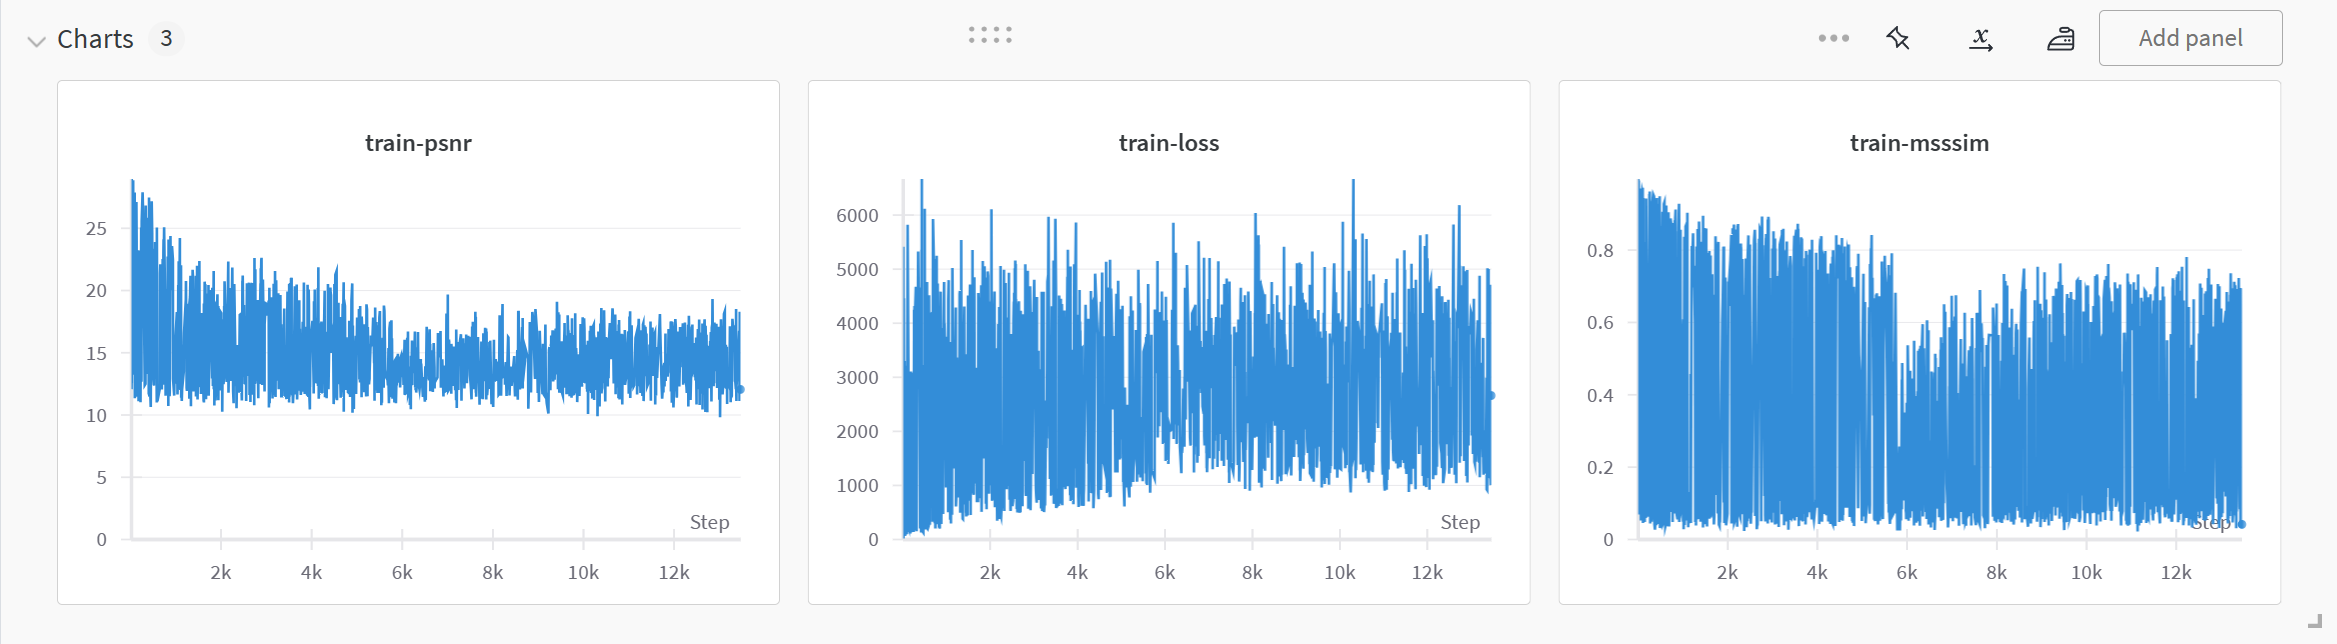 Charts 3
Add panel
train-psnr
25
20
15
10
5
0
2k 4k 6k 8k 10k 12k
Step
train-loss
6000
5000
4000
3000
2000
1000
0
2k 4k 6k 8k 10k 12k
Step
train-msssim
0.8
0.6
0.4
0.2
0
2k 4k 6k 8k 10k 12k
Step